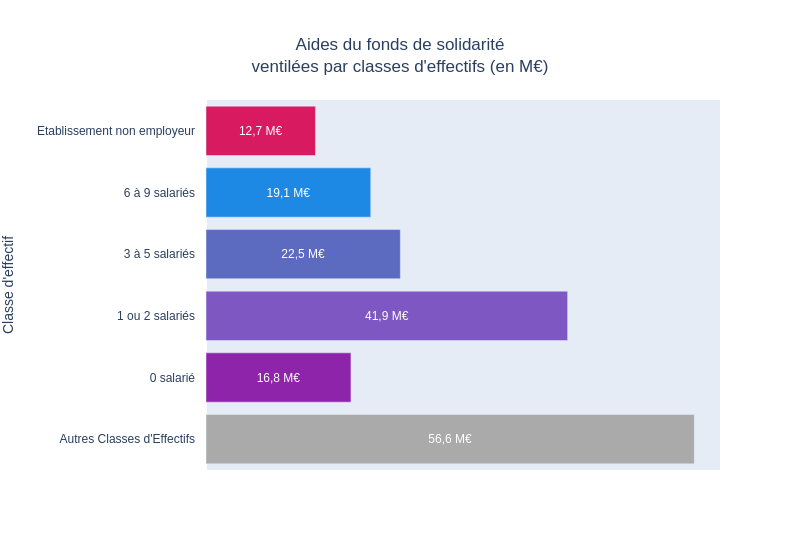 Aides du fonds de solidarité
ventilées par classes d'effectifs (en M€)
Classe d'effectif
Etablissement non employeur
12,7 M€
6 à 9 salariés
19,1 M€
3 à 5 salariés
22,5 M€
1 ou 2 salariés
41,9 M€
0 salarié
16,8 M€
Autres Classes d'Effectifs
56,6 M€